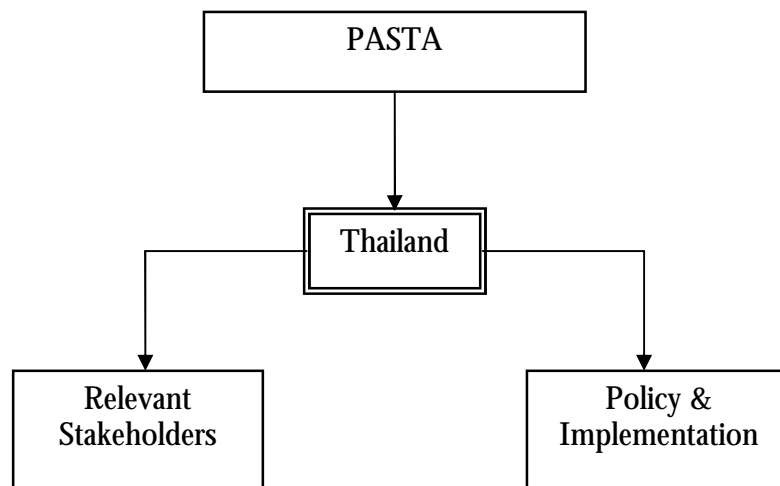 PASTA
Thailand
Relevant
Stakeholders
Policy &
Implementation